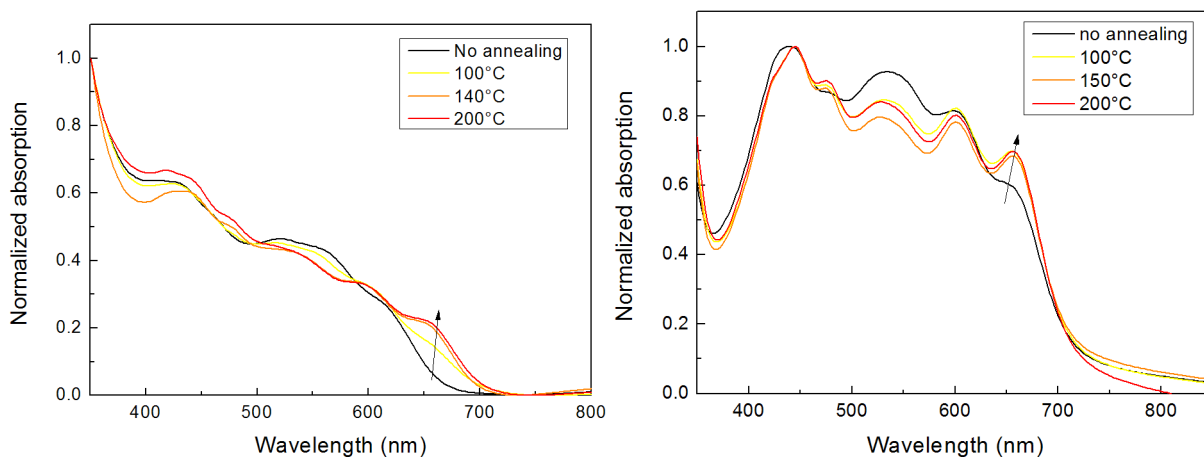 Normalized absorption
1.0
0.8
0.6
0.4
0.2
0.0
No annealing
100°C
140°C
200°C
400
500
600
700
800
Wavelength (nm)
Normalized absorption
1.0
0.8
0.6
0.4
0.2
0.0
no annealing
100°C
150°C
200°C
400
500
600
700
800
Wavelength (nm)